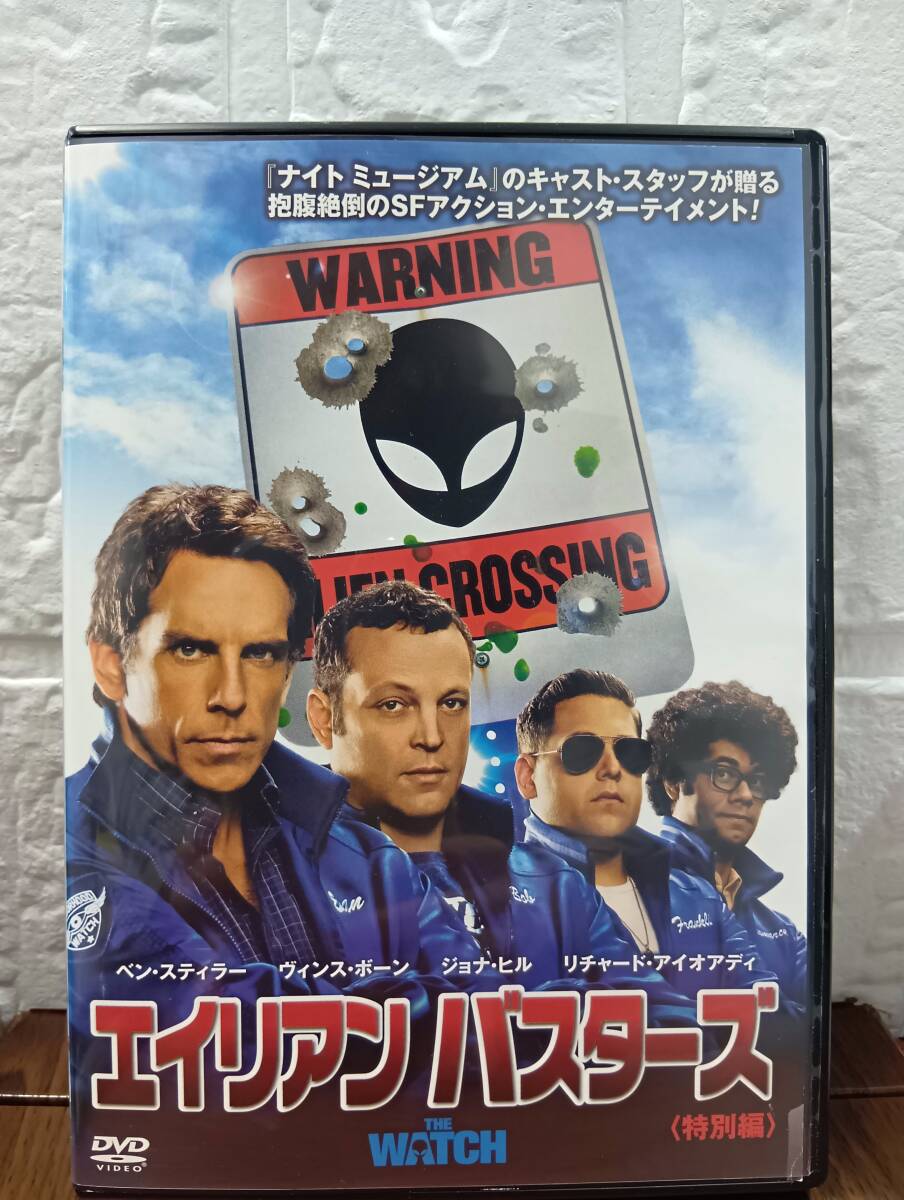 『ナイト ミュージアム』のキャスト・スタッフが贈る
抱腹絶倒のSFアクション・エンターテイメント!
WARNING
CROSSING
Bob
WATCH
ベン・スティラー ヴィンス・ボーン ジョナ・ヒル リチャード・アイオアディ
エイリアン バスターズ
〈特別編〉
THE
WATCH
DVD
VIDEO